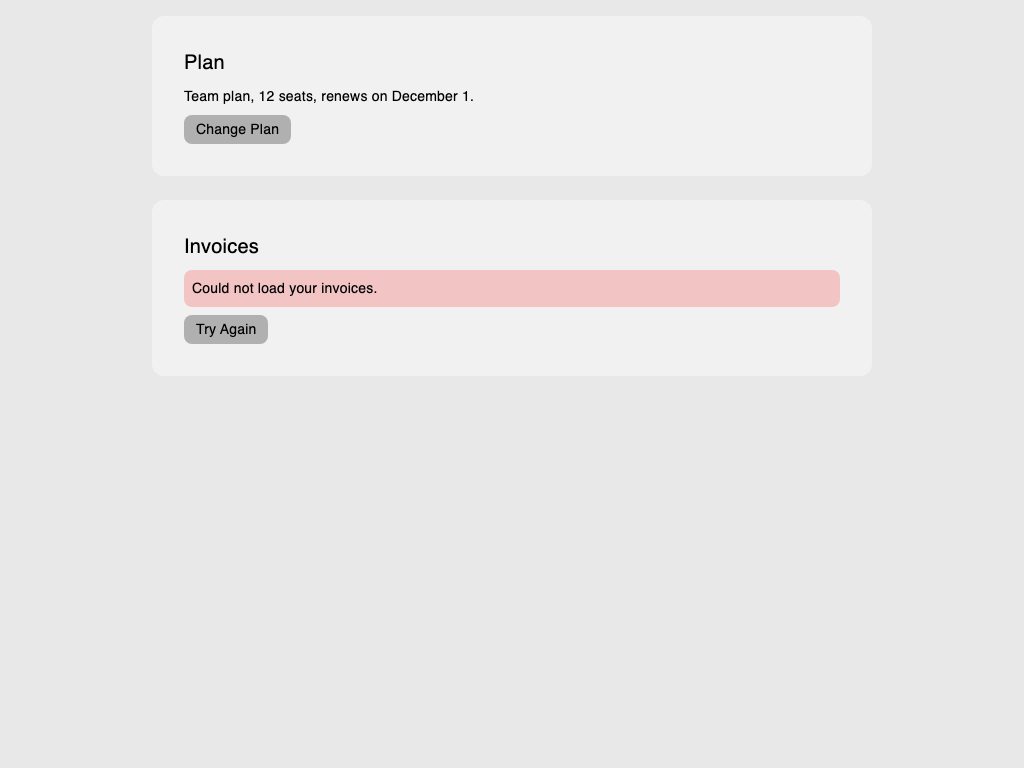 Plan
Team plan, 12 seats, renews on December 1.
Change Plan
Invoices
Could not load your invoices.
Try Again